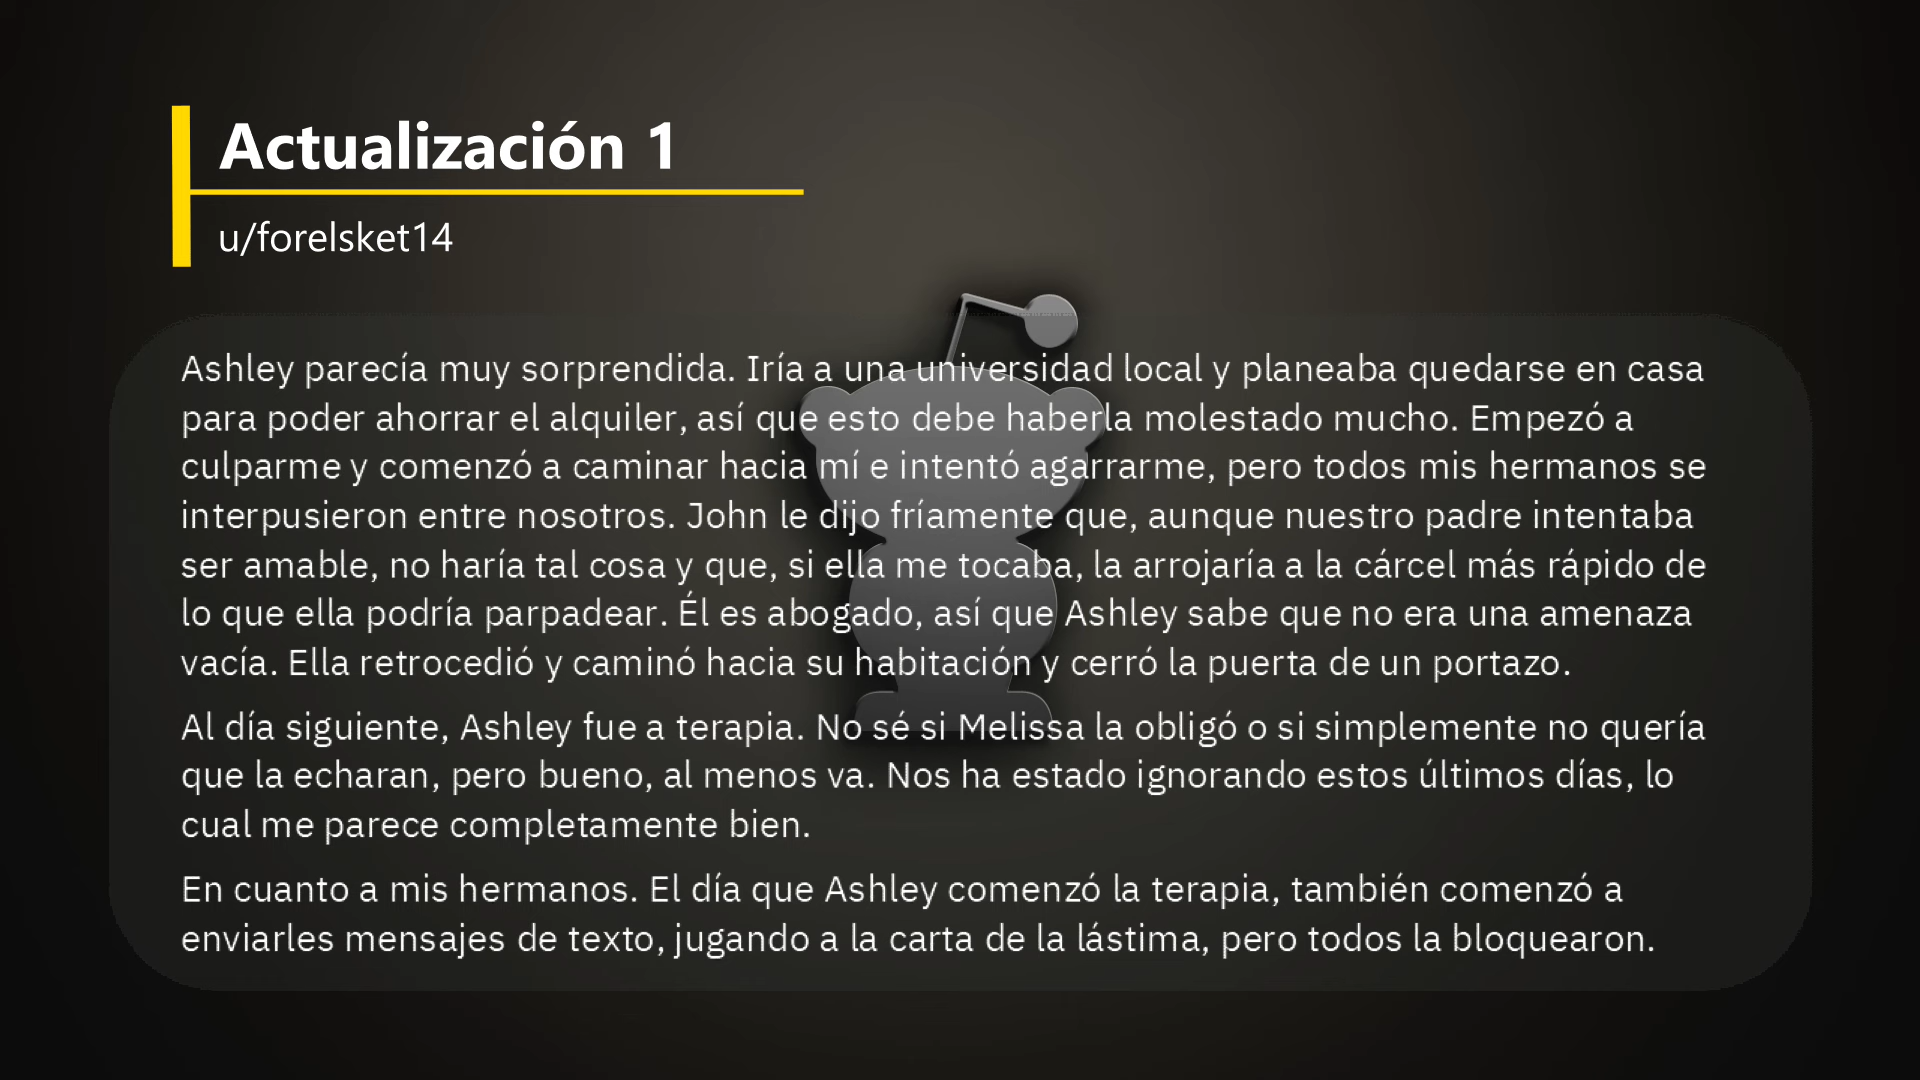 Actualización 1
u/forelsket14
Ashley parecía muy sorprendida. Iría a una universidad local y planeaba quedarse en casa
para poder ahorrar el alquiler, así que esto debe haberla molestado mucho. Empezó a
culparme y comenzó a caminar hacia mí e intentó agarrarme, pero todos mis hermanos se
interpusieron entre nosotros. John le dijo fríamente que, aunque nuestro padre intentaba
ser amable, no haría tal cosa y que, si ella me tocaba, la arrojaría a la cárcel más rápido de
lo que ella podría parpadear. Él es abogado, así que Ashley sabe que no era una amenaza
vacía. Ella retrocedió y caminó hacia su habitación y cerró la puerta de un portazo.
Al día siguiente, Ashley fue a terapia. No sé si Melissa la obligó o si simplemente no quería
que la echaran, pero bueno, al menos va. Nos ha estado ignorando estos últimos días, lo
cual me parece completamente bien.
En cuanto a mis hermanos. El día que Ashley comenzó la terapia, también comenzó a
enviarles mensajes de texto, jugando a la carta de la lástima, pero todos la bloquearon.